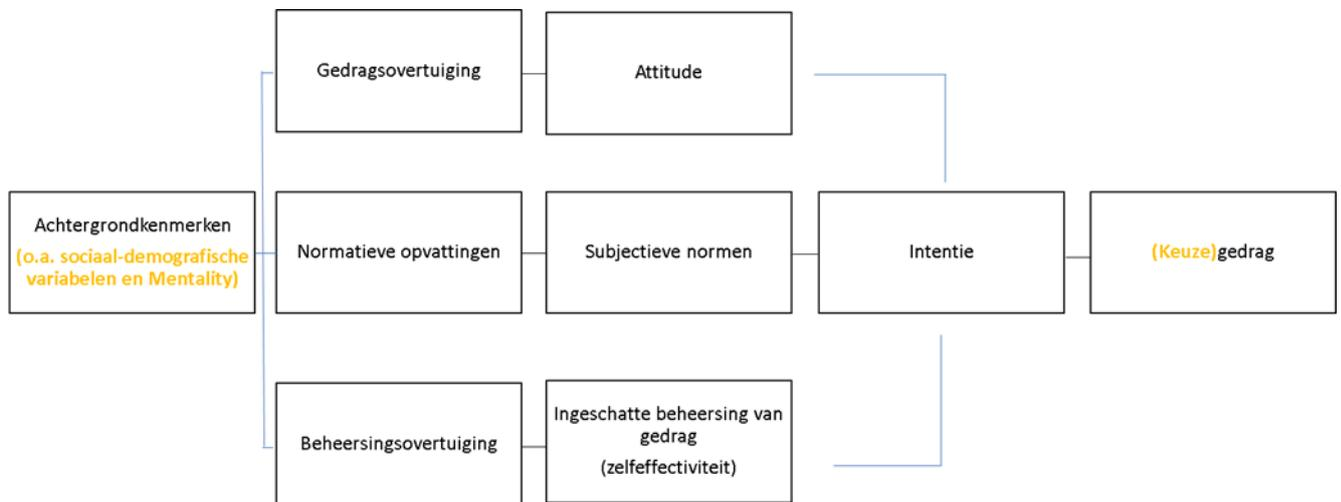 Gedragsovertuiging
Attitude
Achtergrondkenmerken
(o.a. sociaal-demografische
variabelen en Mentality)
Normatieve opvattingen
Subjectieve normen
Intentie
(Keuze)gedrag
Beheersingsovertuiging
Ingeschatte beheersing van
gedrag
(zelfeffectiviteit)